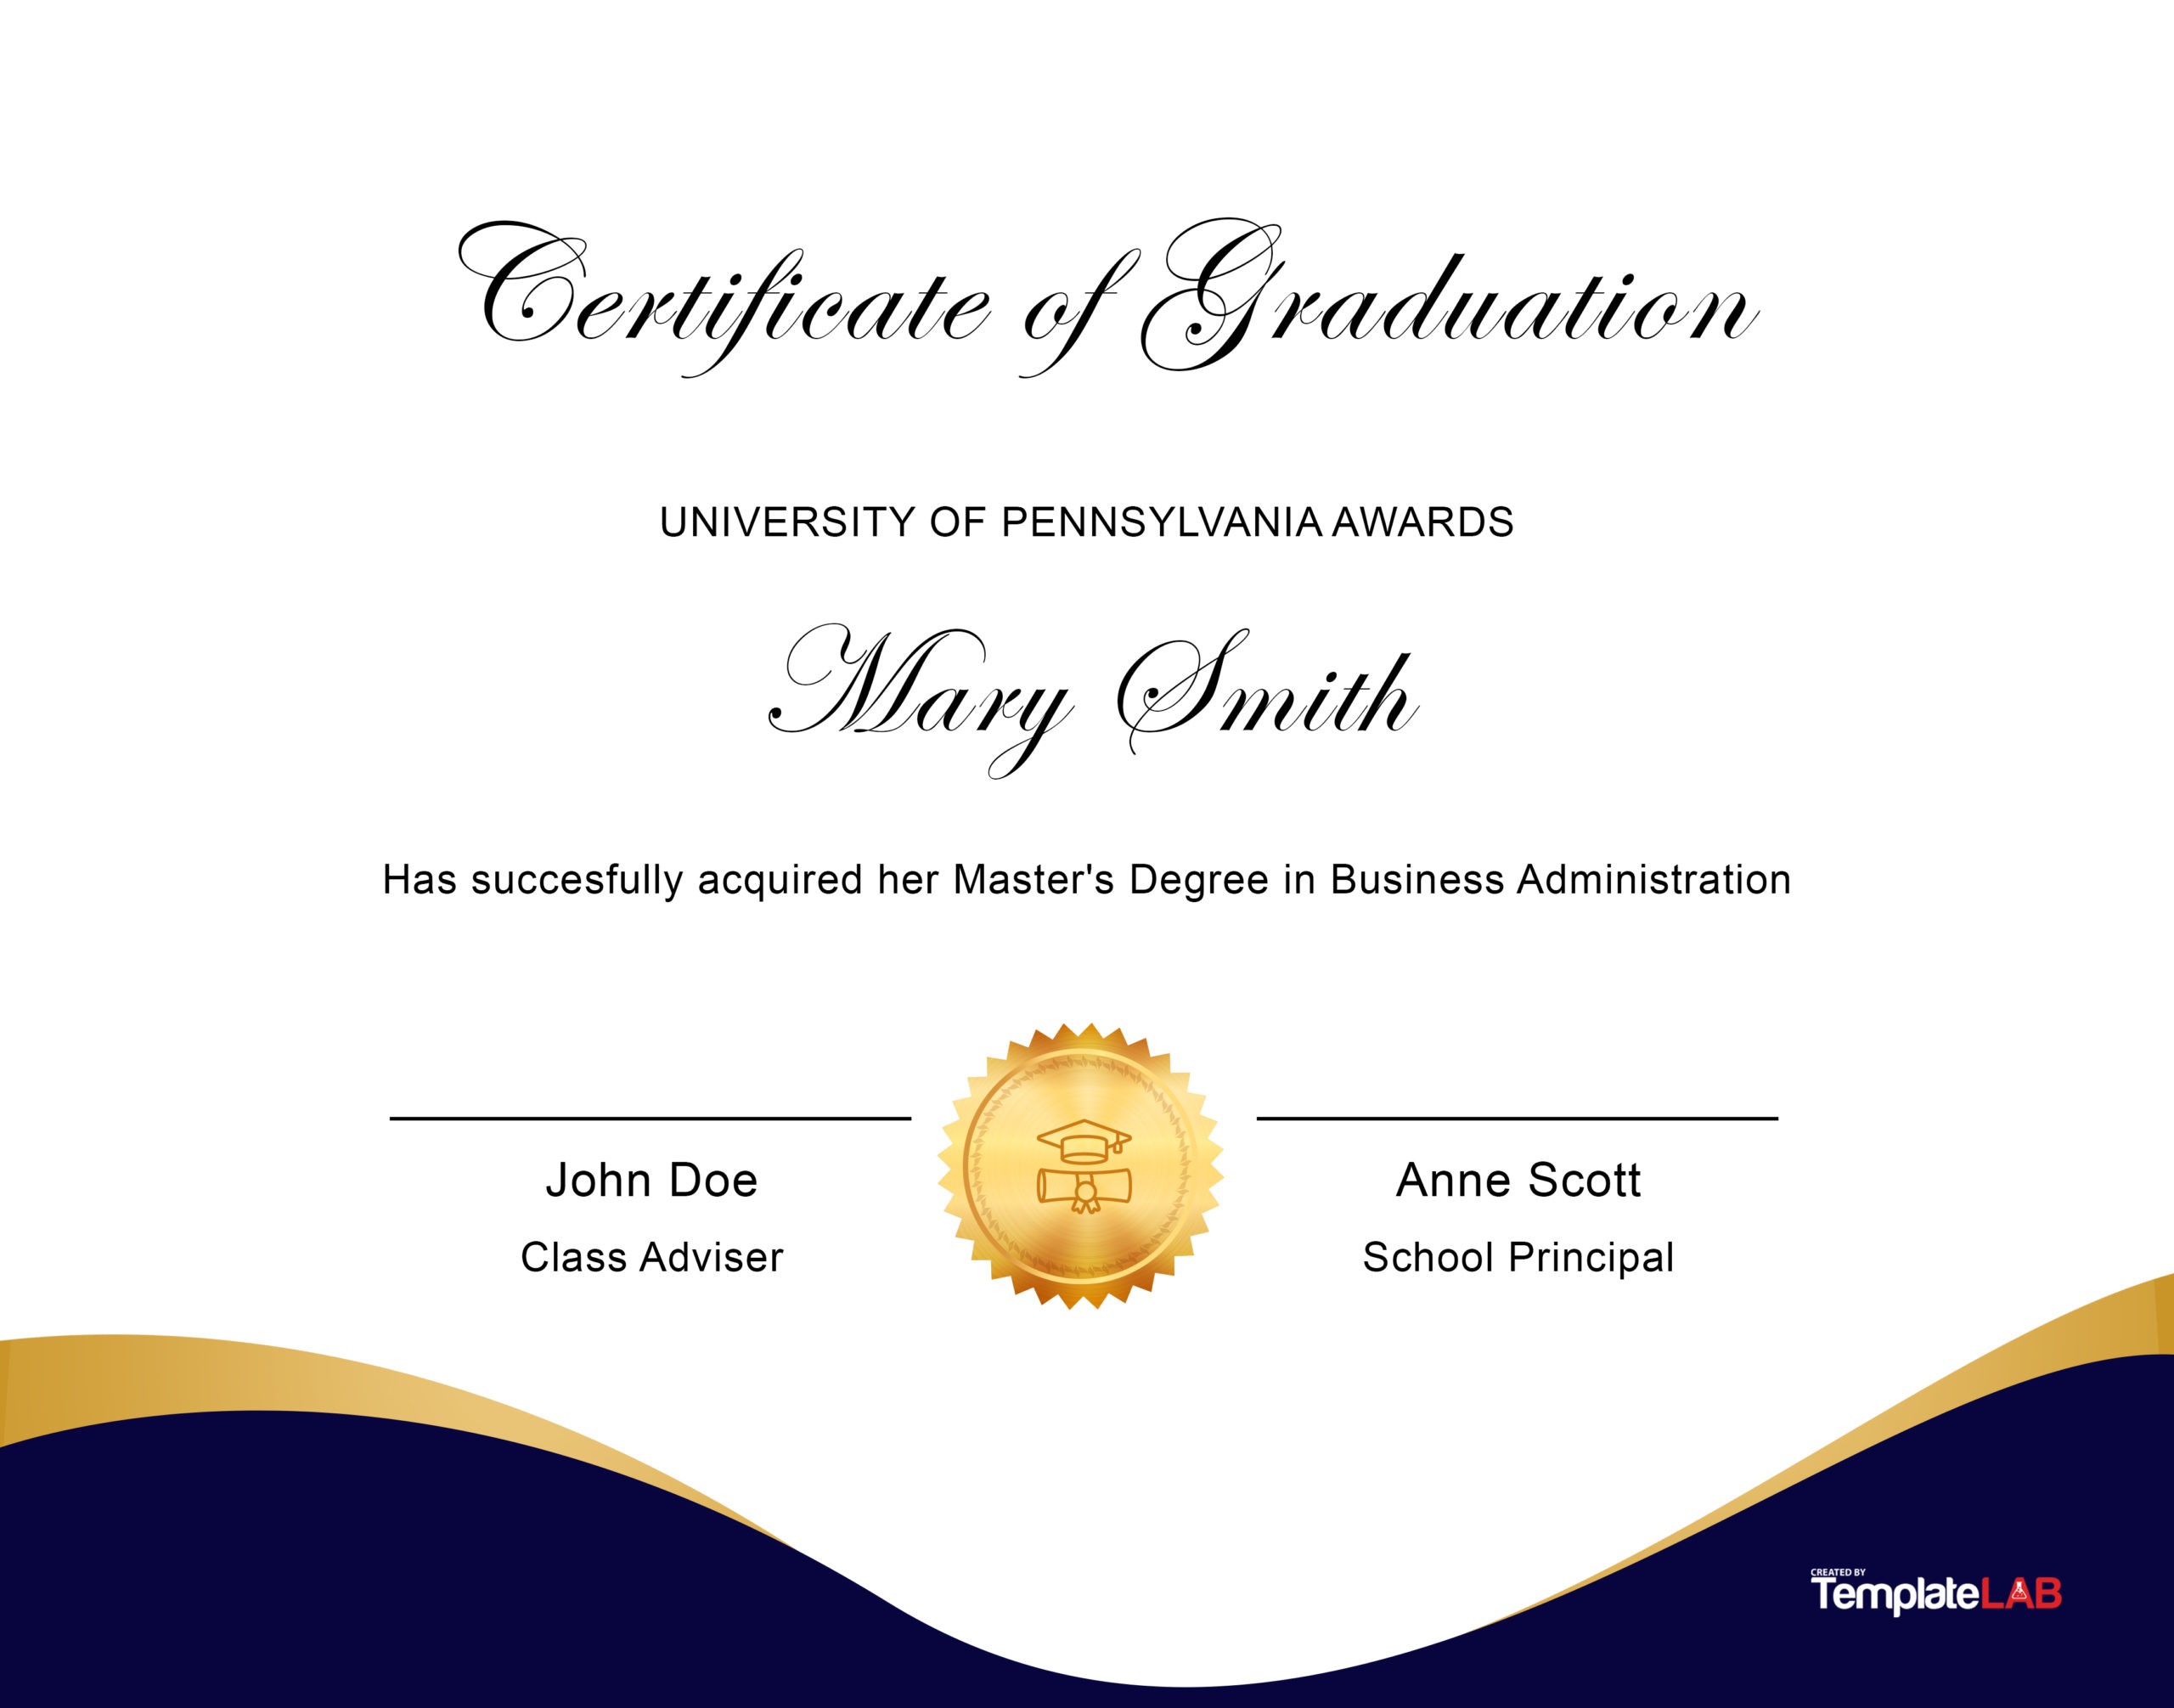 Certificate of Graduation
UNIVERSITY OF PENNSYLVANIA AWARDS
Mary Smith
Has succesfully acquired her Master's Degree in Business Administration
John Doe
Class Adviser
Anne Scott
School Principal
CREATED BY
TemplateLAB